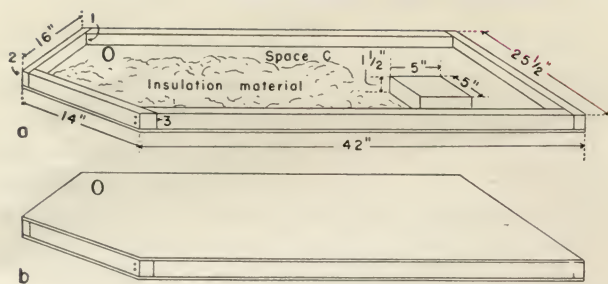 1
16"
2
O
Space C
1 1/2"
5"
5"
25 1/2"
Insulation material
a
14"
3
42"
O
b